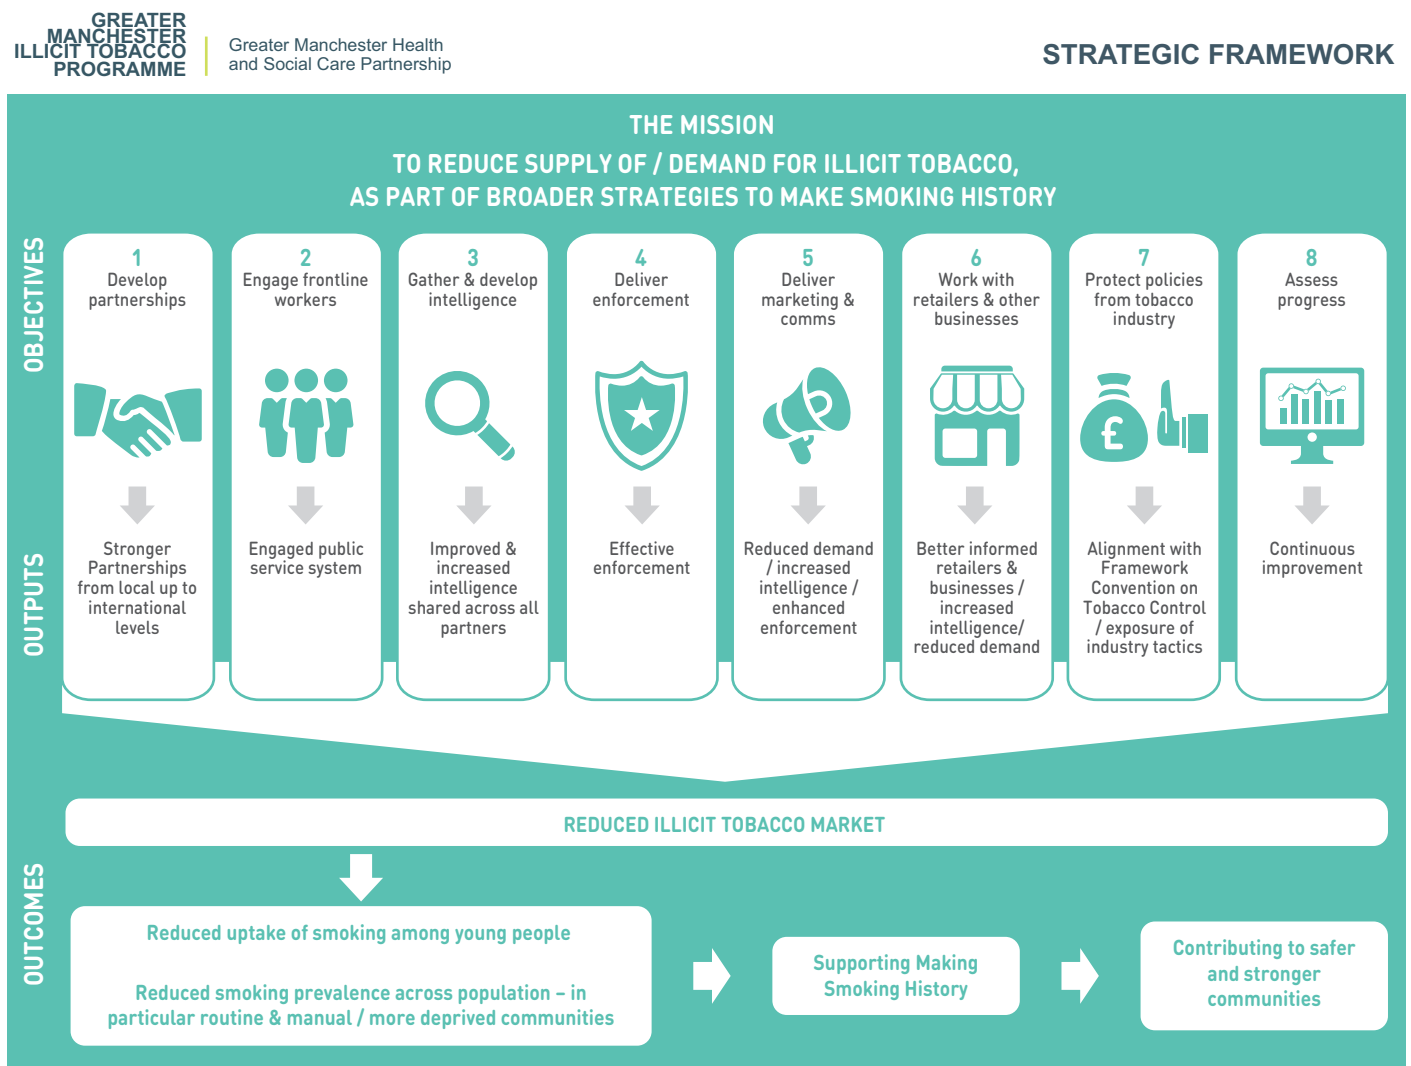 GREATER
MANCHESTER
ILLICIT TOBACCO
PROGRAMME
Greater Manchester Health
and Social Care Partnership
STRATEGIC FRAMEWORK
THE MISSION
TO REDUCE SUPPLY OF / DEMAND FOR ILLICIT TOBACCO,
AS PART OF BROADER STRATEGIES TO MAKE SMOKING HISTORY
OBJECTIVES
1
Develop
partnerships
2
Engage frontline
workers
3
Gather & develop
intelligence
4
Deliver
enforcement
5
Deliver
marketing &
comms
6
Work with
retailers & other
businesses
7
Protect policies
from tobacco
industry
£
8
Assess
progress
OUTPUTS
Stronger
Partnerships
from local up to
international
levels
Engaged public
service system
Improved &
increased
intelligence
shared across all
partners
Effective
enforcement
Reduced demand
/ increased
intelligence /
enhanced
enforcement
Better informed
retailers &
businesses /
increased
intelligence/
reduced demand
Alignment with
Framework
Convention on
Tobacco Control
/ exposure of
industry tactics
Continuous
improvement
OUTCOMES
REDUCED ILLICIT TOBACCO MARKET
Reduced uptake of smoking among young people
Reduced smoking prevalence across population – in
particular routine & manual / more deprived communities
Supporting Making
Smoking History
Contributing to safer
and stronger
communities